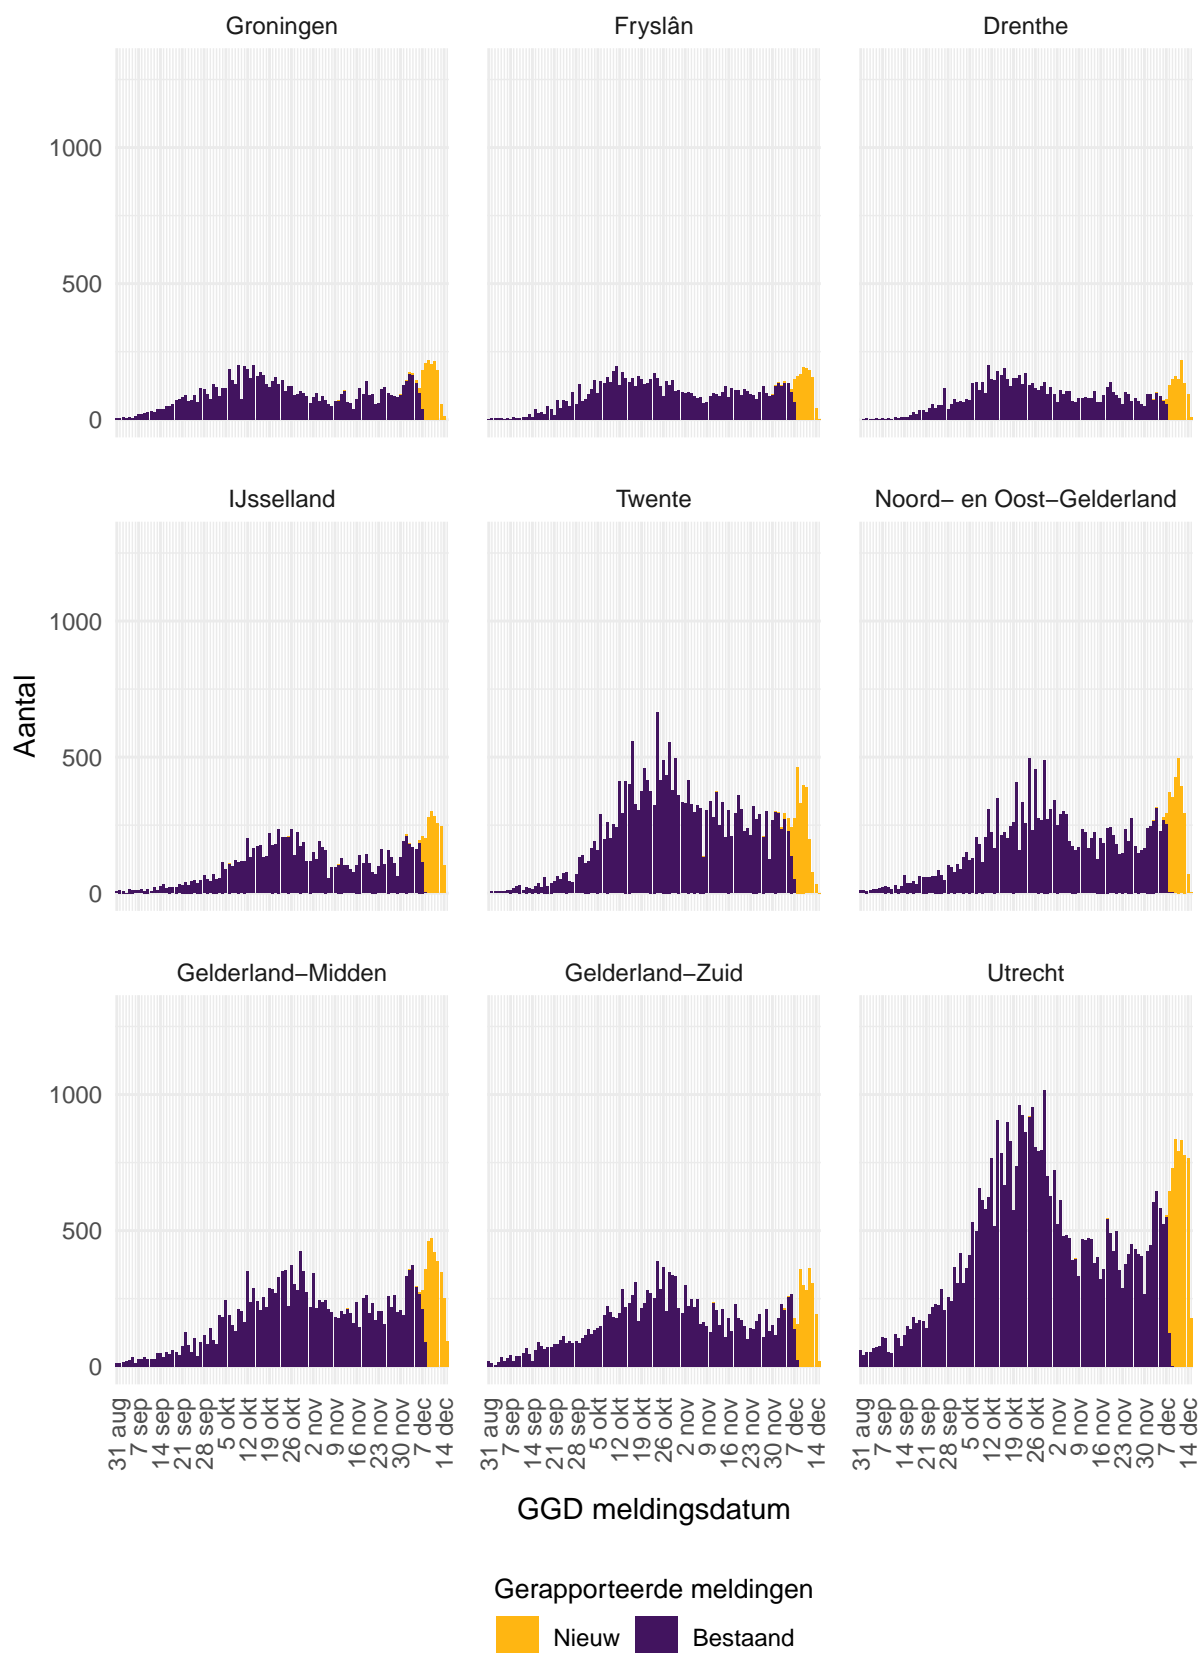 Groningen Fryslân Drenthe
1000
500
0
IJsselland Twente Noord− en Oost−Gelderland
1000
500
0
Aantal
Gelderland−Midden Gelderland−Zuid Utrecht
1000
500
0
31 aug 7 sep 14 sep 21 sep 28 sep 5 okt 12 okt 19 okt 26 okt 2 nov 9 nov 16 nov 23 nov 30 nov 7 dec 14 dec
31 aug 7 sep 14 sep 21 sep 28 sep 5 okt 12 okt 19 okt 26 okt 2 nov 9 nov 16 nov 23 nov 30 nov 7 dec 14 dec
31 aug 7 sep 14 sep 21 sep 28 sep 5 okt 12 okt 19 okt 26 okt 2 nov 9 nov 16 nov 23 nov 30 nov 7 dec 14 dec
GGD meldingsdatum
Gerapporteerde meldingen
Nieuw Bestaand